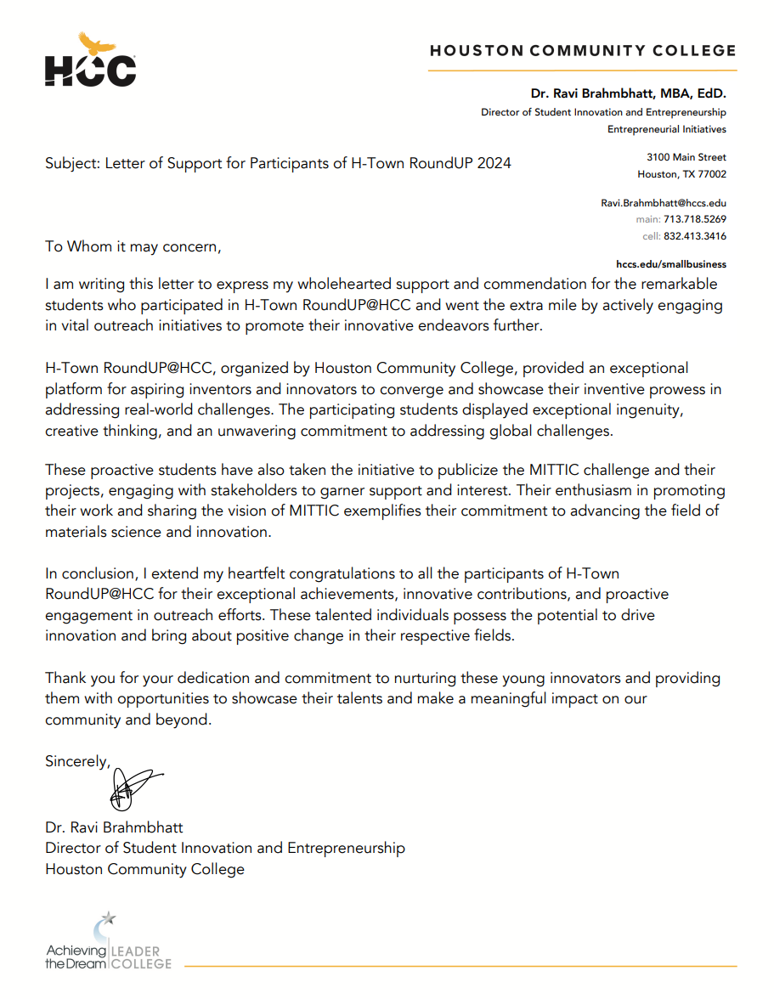 HCC
HOUSTON COMMUNITY COLLEGE
Dr. Ravi Brahmbhatt, MBA, EdD.
Director of Student Innovation and Entrepreneurship
Entrepreneurial Initiatives
3100 Main Street
Houston, TX 77002
Ravi.Brahmbhatt@hccs.edu
main: 713.718.5269
cell: 832.413.3416
hccs.edu/smallbusiness
Subject: Letter of Support for Participants of H-Town RoundUP 2024
To Whom it may concern,
I am writing this letter to express my wholehearted support and commendation for the remarkable
students who participated in H-Town RoundUP@HCC and went the extra mile by actively engaging
in vital outreach initiatives to promote their innovative endeavors further.
H-Town RoundUP@HCC, organized by Houston Community College, provided an exceptional
platform for aspiring inventors and innovators to converge and showcase their inventive prowess in
addressing real-world challenges. The participating students displayed exceptional ingenuity,
creative thinking, and an unwavering commitment to addressing global challenges.
These proactive students have also taken the initiative to publicize the MITTIC challenge and their
projects, engaging with stakeholders to garner support and interest. Their enthusiasm in promoting
their work and sharing the vision of MITTIC exemplifies their commitment to advancing the field of
materials science and innovation.
In conclusion, I extend my heartfelt congratulations to all the participants of H-Town
RoundUP@HCC for their exceptional achievements, innovative contributions, and proactive
engagement in outreach efforts. These talented individuals possess the potential to drive
innovation and bring about positive change in their respective fields.
Thank you for your dedication and commitment to nurturing these young innovators and providing
them with opportunities to showcase their talents and make a meaningful impact on our
community and beyond.
Sincerely,
Dr. Ravi Brahmbhatt
Director of Student Innovation and Entrepreneurship
Houston Community College
Achieving LEADER
the Dream COLLEGE